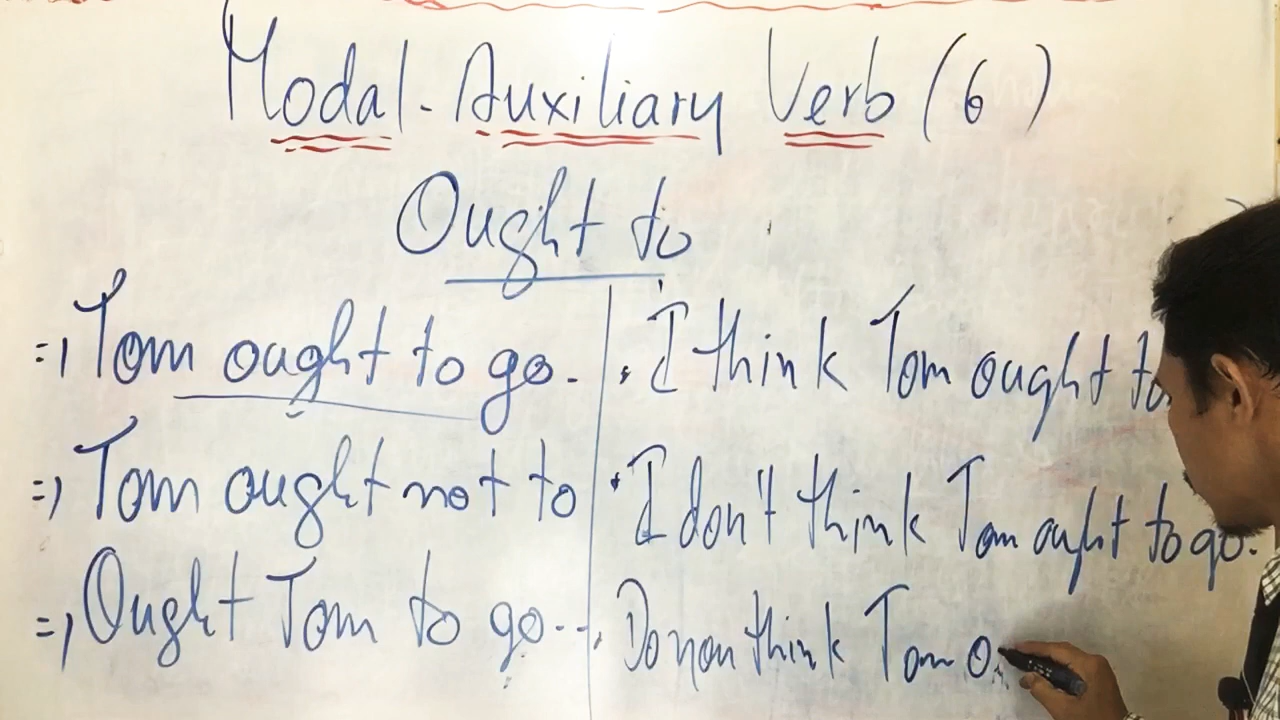 Modal-Auxiliary Verb (6)
Ought to
=, Tom ought to go.
=, Tom ought not to
=, Ought Tom to go..
. I think Tom ought to
. I don't think Tom ought to go.
. Do you think Tom o